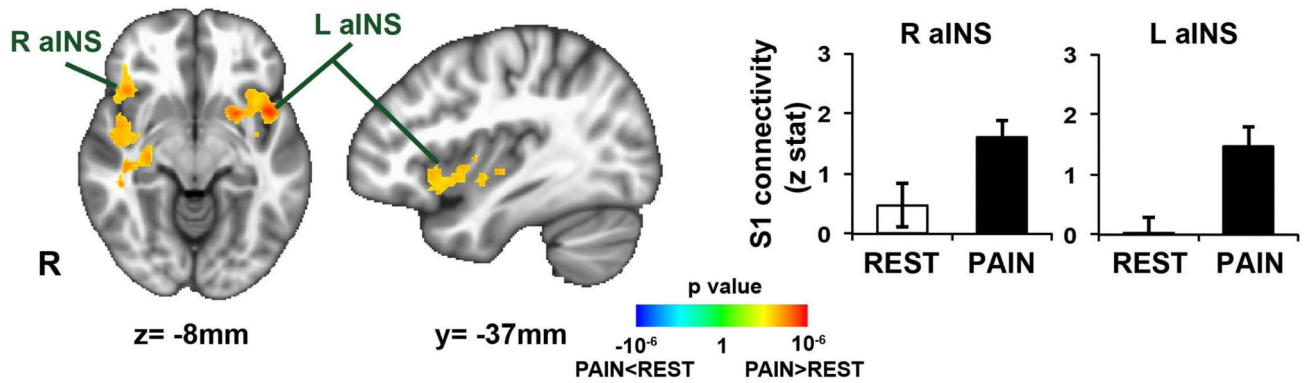 R aINS
L aINS
R
z= -8mm
y= -37mm
p value
-10-6 1 10-6
PAIN<REST PAIN>REST
S1 connectivity
(z stat)
R aINS
3
2
1
0
REST PAIN
L aINS
3
2
1
0
REST PAIN